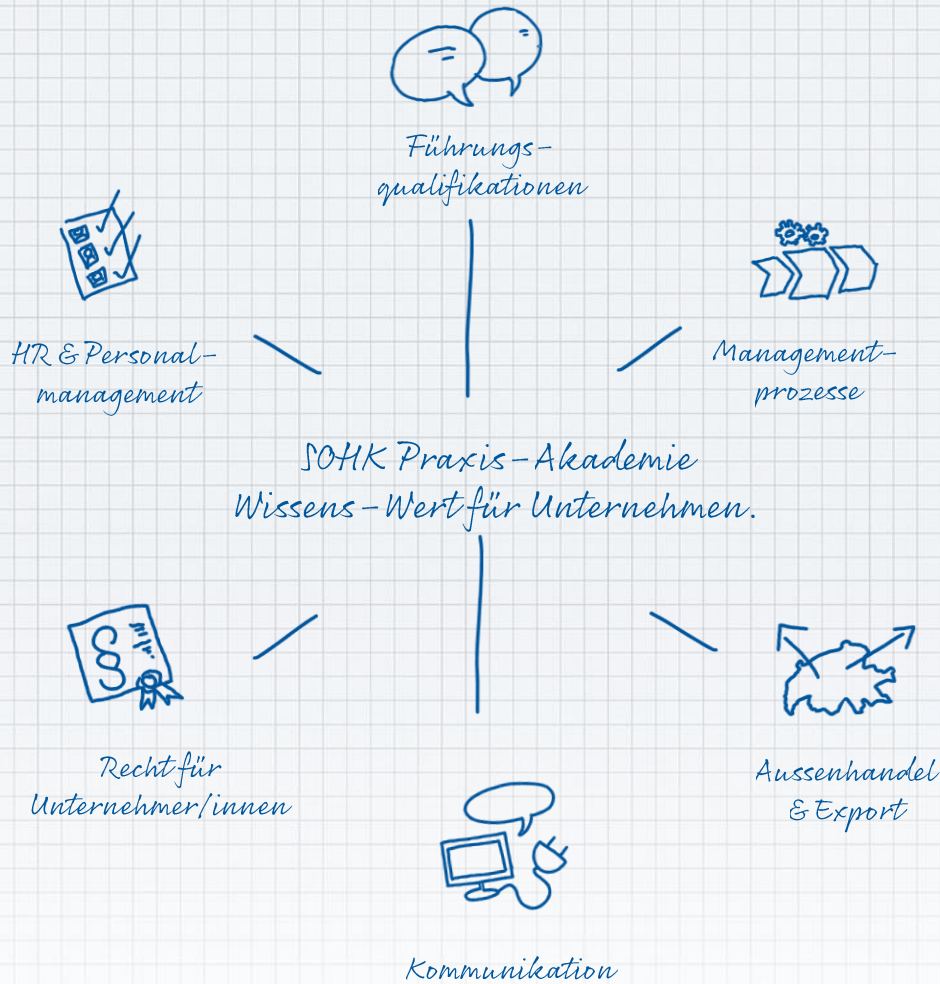 Führungs-
qualifikationen
HR & Personal-
management
Management-
prozesse
SOHK Praxis-Akademie
Wissens-Wert für Unternehmen.
§
Recht für
Unternehmer/innen
Aussenhandel
& Export
Kommunikation